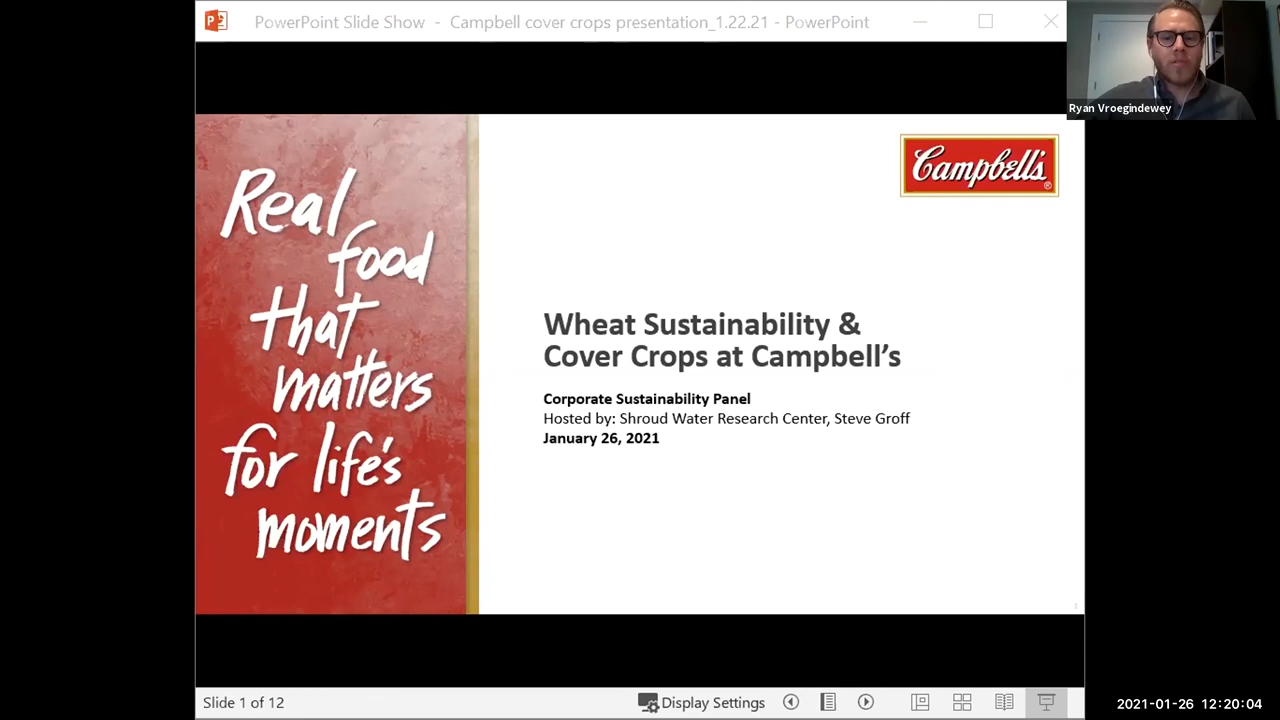 PowerPoint Slide Show - Campbell cover crops presentation_1.22.21 - PowerPoint
Ryan Vroegindewey
Campbell's
®
Real
food
that
matters
for life's
moments
Wheat Sustainability &
Cover Crops at Campbell’s
Corporate Sustainability Panel
Hosted by: Shroud Water Research Center, Steve Groff
January 26, 2021
Slide 1 of 12
Display Settings
2021-01-26 12:20:04